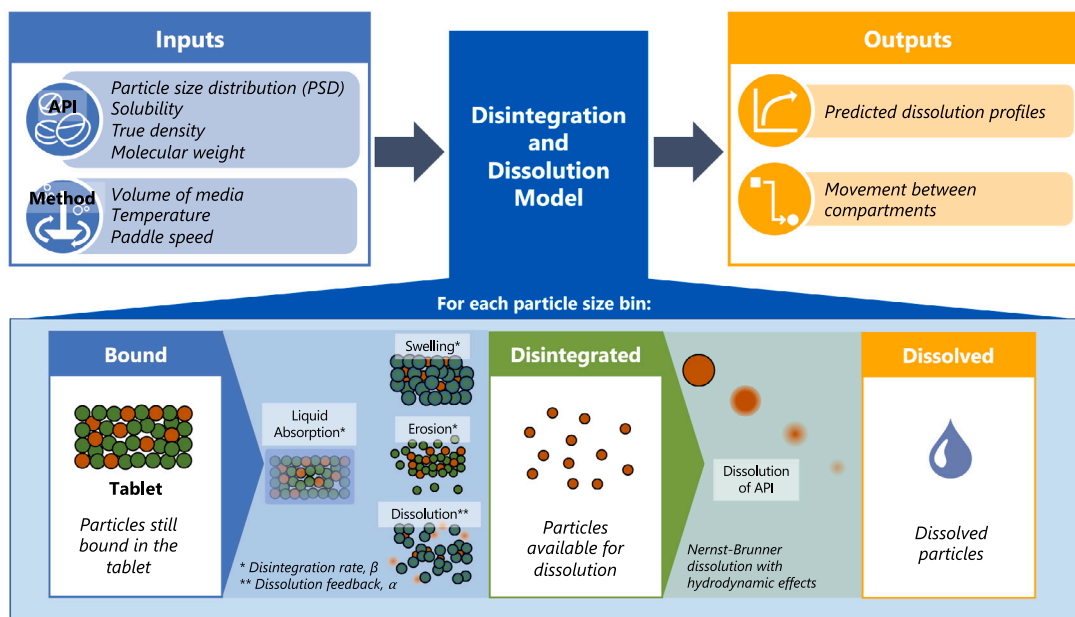 Inputs
API
Particle size distribution (PSD)
Solubility
True density
Molecular weight
Method
Volume of media
Temperature
Paddle speed
Disintegration
and
Dissolution
Model
Outputs
Predicted dissolution profiles
Movement between
compartments
For each particle size bin:
Bound
Tablet
Particles still
bound in the
tablet
Liquid
Absorption*
Swelling*
Erosion*
Dissolution**
* Disintegration rate, β
** Dissolution feedback, α
Disintegrated
Particles
available for
dissolution
Dissolution
of API
Nernst-Brunner
dissolution with
hydrodynamic effects
Dissolved
Dissolved
particles